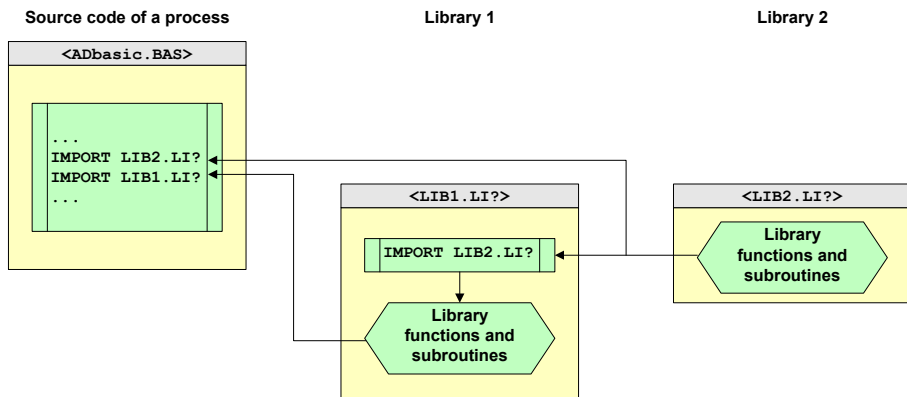 Source code of a process
Library 1
Library 2
<ADbasic.BAS>
...
IMPORT LIB2.LI?
IMPORT LIB1.LI?
...
<LIB1.LI?>
IMPORT LIB2.LI?
Library
functions and
subroutines
<LIB2.LI?>
Library
functions and
subroutines